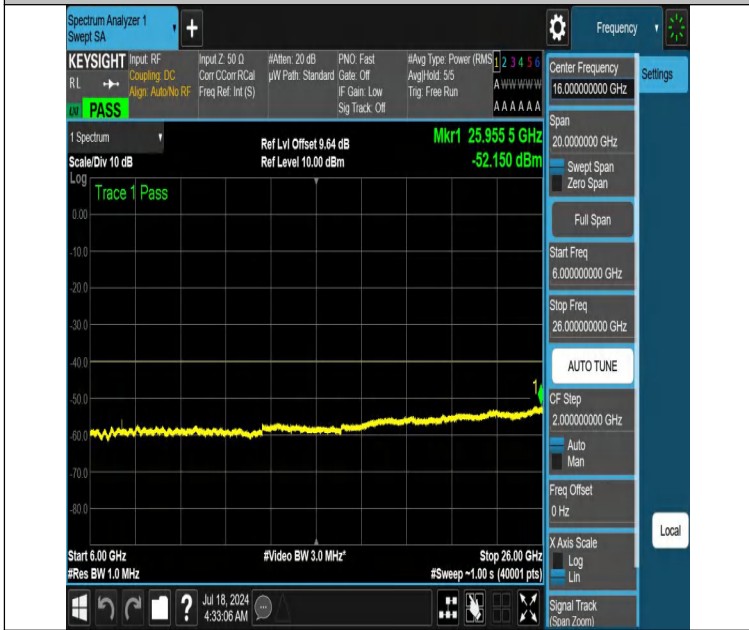 Spectrum Analyzer 1
Swept SA
+
Frequency
KEYSIGHT
RL
PASS
Input: RF
Coupling: DC
Align: Auto/No RF
Input Z: 50 Ω
Corr CCorr RCal
Freq Ref: Int (S)
#Atten: 20 dB
µW Path: Standard
PNO: Fast
Gate: Off
IF Gain: Low
Sig Track: Off
#Avg Type: Power (RMS
Avg|Hold: 5/5
Trig: Free Run
1 2 3 4 5 6
A W W W W W
A A A A A A
1 Spectrum
Scale/Div 10 dB
Ref Lvl Offset 9.64 dB
Ref Level 10.00 dBm
Mkr1 25.955 5 GHz
-52.150 dBm
Log
Trace 1 Pass
0.00
-10.0
-20.0
-30.0
-40.0
-50.0
-60.0
-70.0
-80.0
1
Start 6.00 GHz
#Res BW 1.0 MHz
#Video BW 3.0 MHz*
Stop 26.00 GHz
#Sweep ~1.00 s (40001 pts)
Center Frequency
16.000000000 GHz
Settings
Span
20.0000000 GHz
Swept Span
Zero Span
Full Span
Start Freq
6.000000000 GHz
Stop Freq
26.000000000 GHz
AUTO TUNE
CF Step
2.000000000 GHz
Auto
Man
Freq Offset
0 Hz
X Axis Scale
Log
Lin
Signal Track
(Span Zoom)
Local
?
Jul 18, 2024
4:33:06 AM